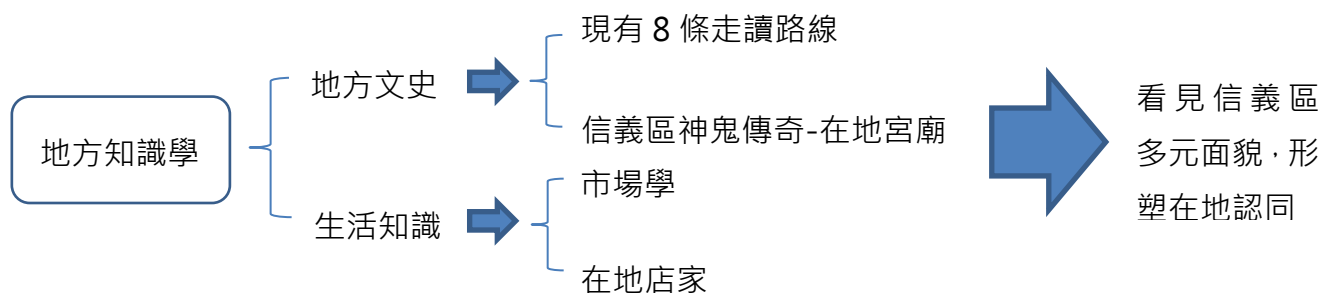 地方知識學
地方文史
生活知識
現有 8 條走讀路線
信義區神鬼傳奇-在地宮廟
市場學
在地店家
看見信義區
多元面貌，形
塑在地認同